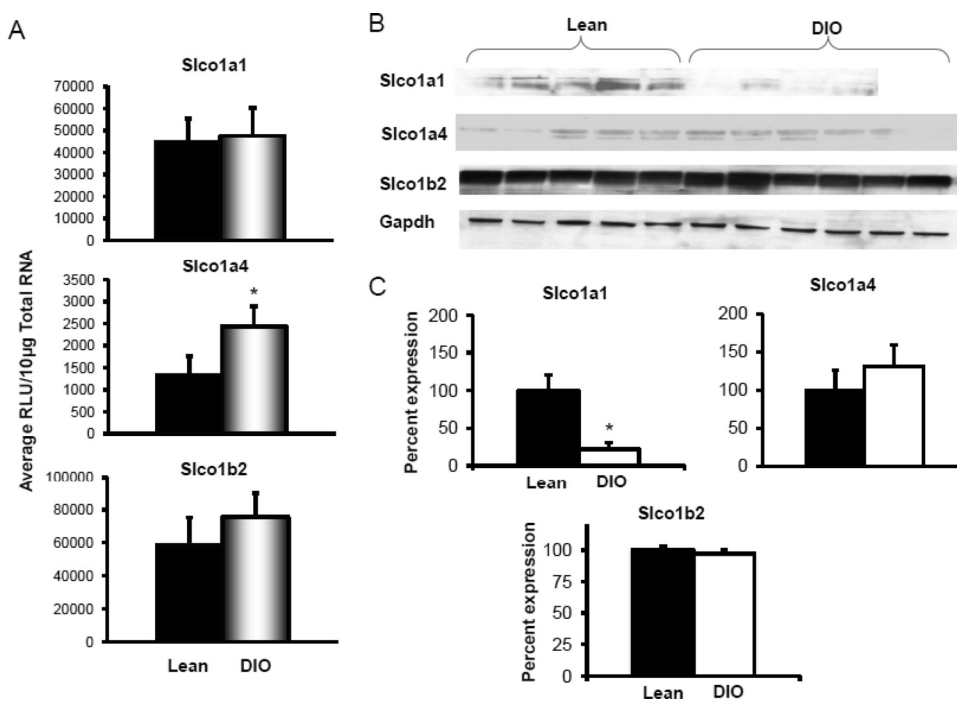 A
Slco1a1
70000
60000
50000
40000
30000
20000
10000
0
Slco1a4
3500
3000
2500
2000
1500
1000
500
0
*
Slco1b2
100000
80000
60000
40000
20000
0
Lean DIO
Average RLU/10µg Total RNA
B
Lean DIO
Slco1a1
Slco1a4
Slco1b2
Gapdh
C
Slco1a1
200
150
100
50
0
*
Percent expression
Lean DIO
Slco1a4
200
150
100
50
0
Slco1b2
100
75
50
25
0
Percent expression
Lean DIO